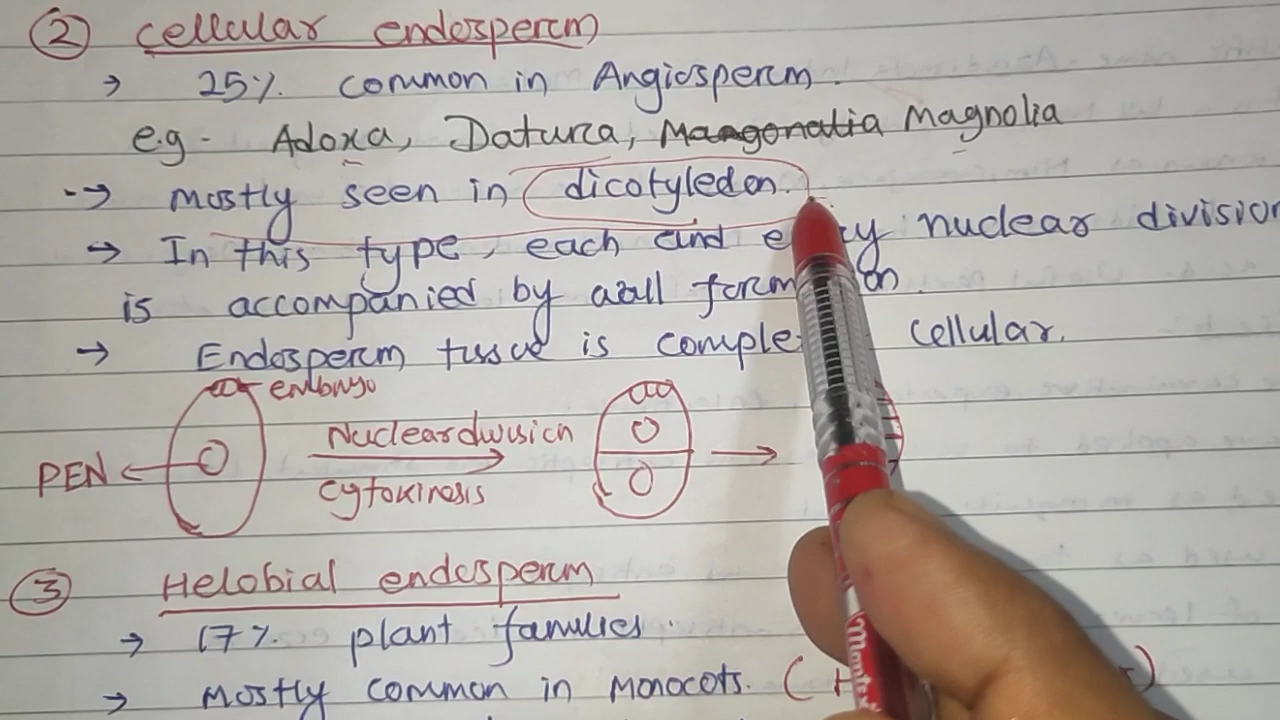 ② cellular endosperm
→ 25%. common in Angiosperm.
e.g - Adoxa, Datura, Mangonalia Magnolia
→ mostly seen in dicotyledon.
→ In this type, each and nuclear division
is accompanied by wall
→ Endosperm tissue is cellular.
embryo
PEN
Nuclear division
cytokinesis
③ Helobial endosperm
→ 17%. plant families.
→ Mostly common in Monocots. (